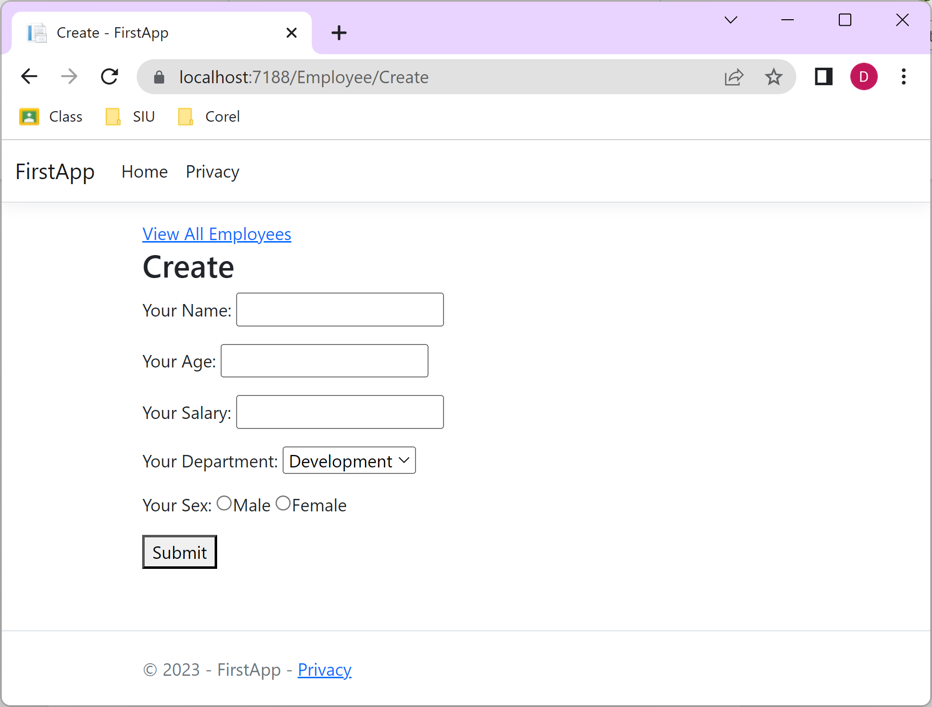 Create - FirstApp
localhost:7188/Employee/Create
D
Class SIU Corel
FirstApp Home Privacy
View All Employees
Create
Your Name:
Your Age:
Your Salary:
Your Department: Development
Your Sex: Male Female
Submit
© 2023 - FirstApp - Privacy